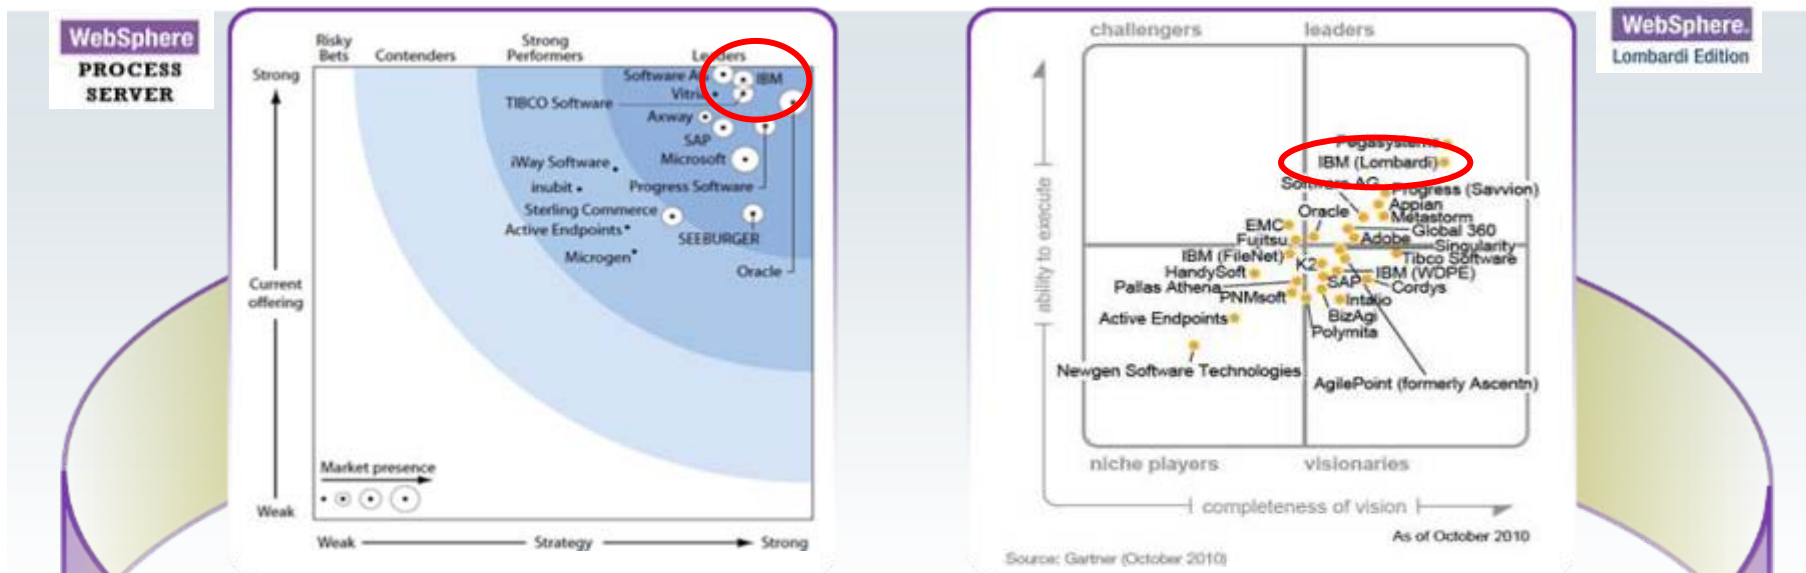 WebSphere
PROCESS
SERVER
Risky
Bets
Contenders
Strong
Performers
Leaders
Strong
Current
offering
Weak
Software AG
IBM
Vitria
TIBCO Software
Axway
SAP
Microsoft
iWay Software
inubit
Progress Software
Sterling Commerce
Active Endpoints
SEEBURGER
Microgen
Oracle
Market presence
Weak
Strategy
Strong
challengers
leaders
ability to execute
Pegasystems
IBM (Lombardi)
Software AG
Progress (Savvion)
Appian
Oracle
Metastorm
EMC
Global 360
Fujitsu
Adobe
Singularity
IBM (FileNet)
Tibco Software
K2
HandySoft
IBM (WDPE)
Pallas Athena
SAP
Cordys
PNMsoft
Intalio
BizAgi
Active Endpoints
Polymita
Newgen Software Technologies
AgilePoint (formerly Ascentn)
niche players
visionaries
completeness of vision
As of October 2010
Source: Gartner (October 2010)
WebSphere.
Lombardi Edition